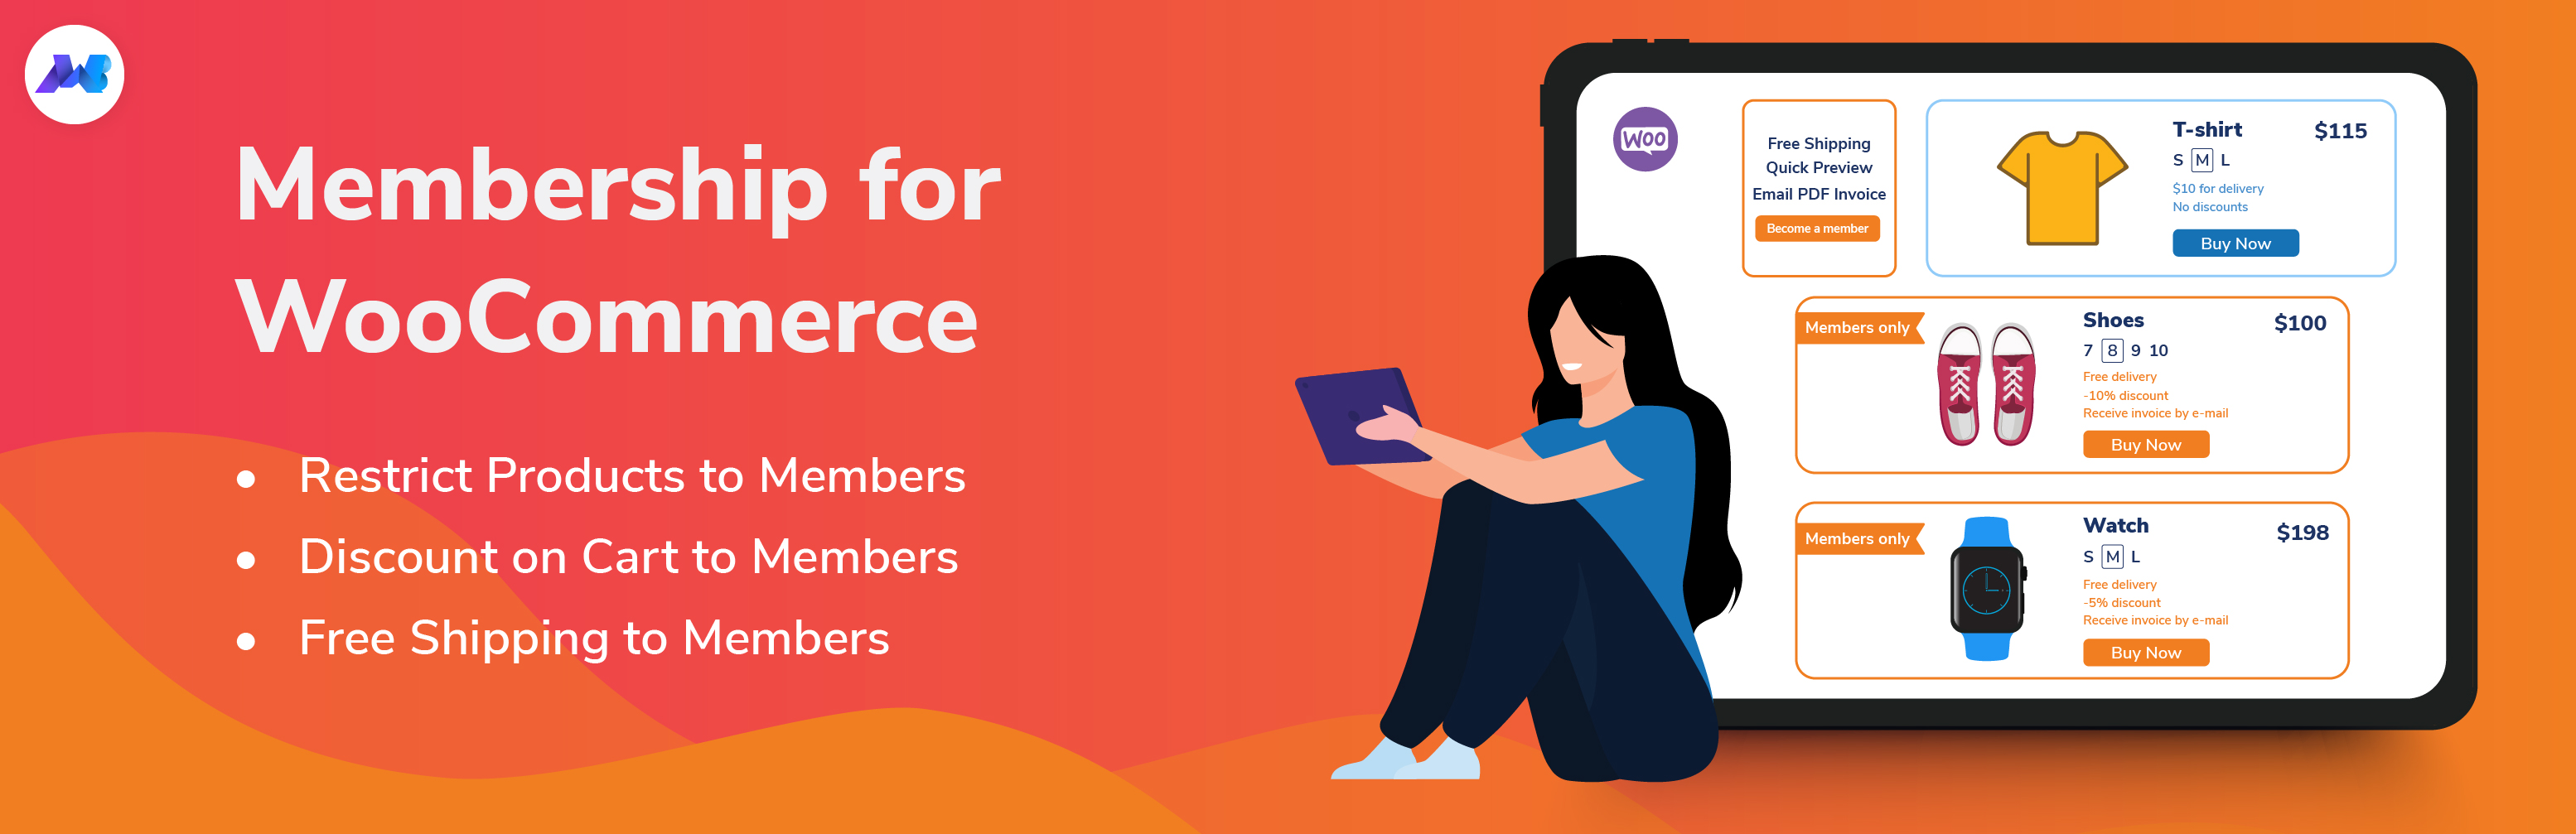 MWB
Membership for
WooCommerce
• Restrict Products to Members
• Discount on Cart to Members
• Free Shipping to Members
Woo
Free Shipping
Quick Preview
Email PDF Invoice
Become a member
T-shirt $115
S M L
$10 for delivery
No discounts
Buy Now
Members only
Shoes $100
7 8 9 10
Free delivery
-10% discount
Receive invoice by e-mail
Buy Now
Members only
Watch $198
S M L
Free delivery
-5% discount
Receive invoice by e-mail
Buy Now